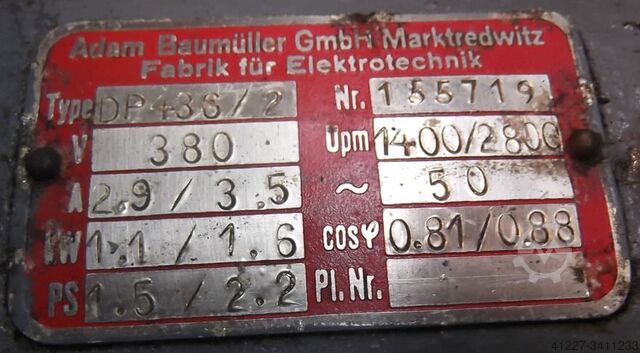 Adam Baumüller GmbH Marktredwitz
Fabrik für Elektrotechnik
Type DP436/2 Nr. 155719
V 380 Upm 1400/2800
A 2.9 / 3.5 ~ 50
kW 1.1 / 1.6 cosφ 0.81/0.88
PS 1.5 / 2.2 Pl.Nr.
41227-3411233